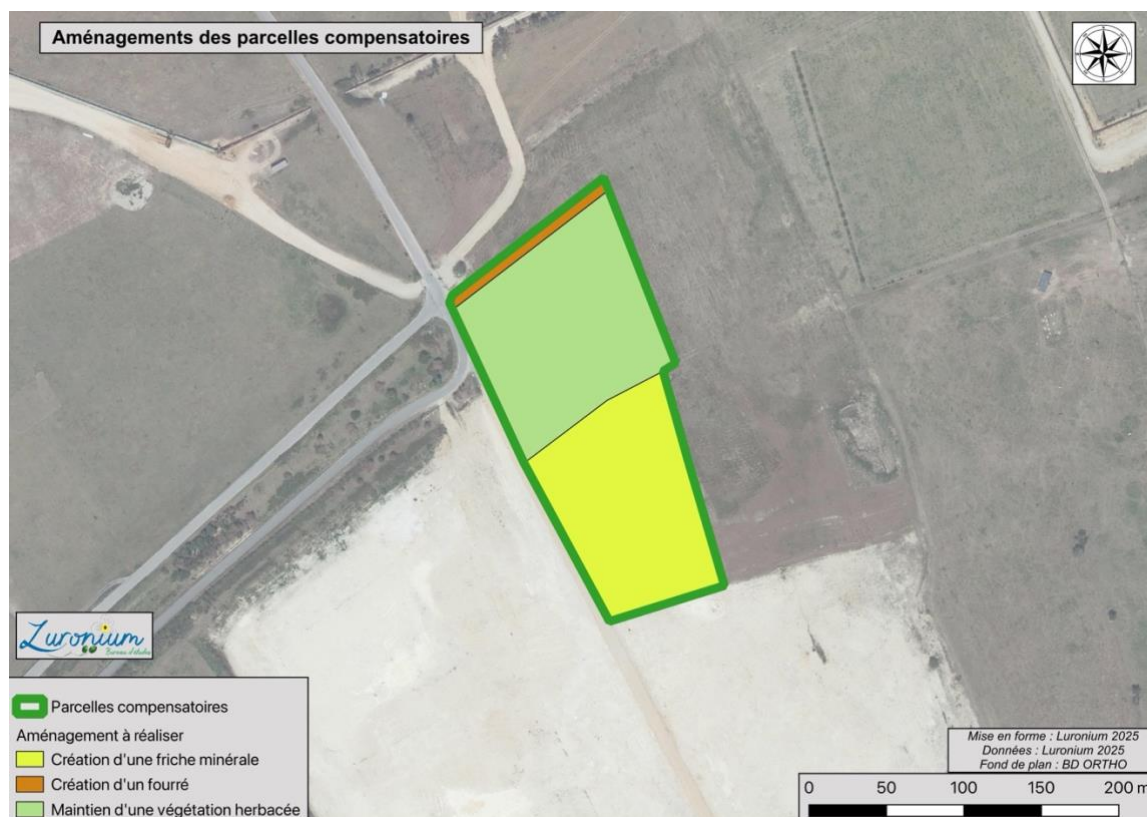 Aménagements des parcelles compensatoires
Luronium
Bureau d'étude
Parcelles compensatoires
Aménagement à réaliser
Création d'une friche minérale
Création d'un fourré
Maintien d'une végétation herbacée
Mise en forme : Luronium 2025
Données : Luronium 2025
Fond de plan : BD ORTHO
0 50 100 150 200 m